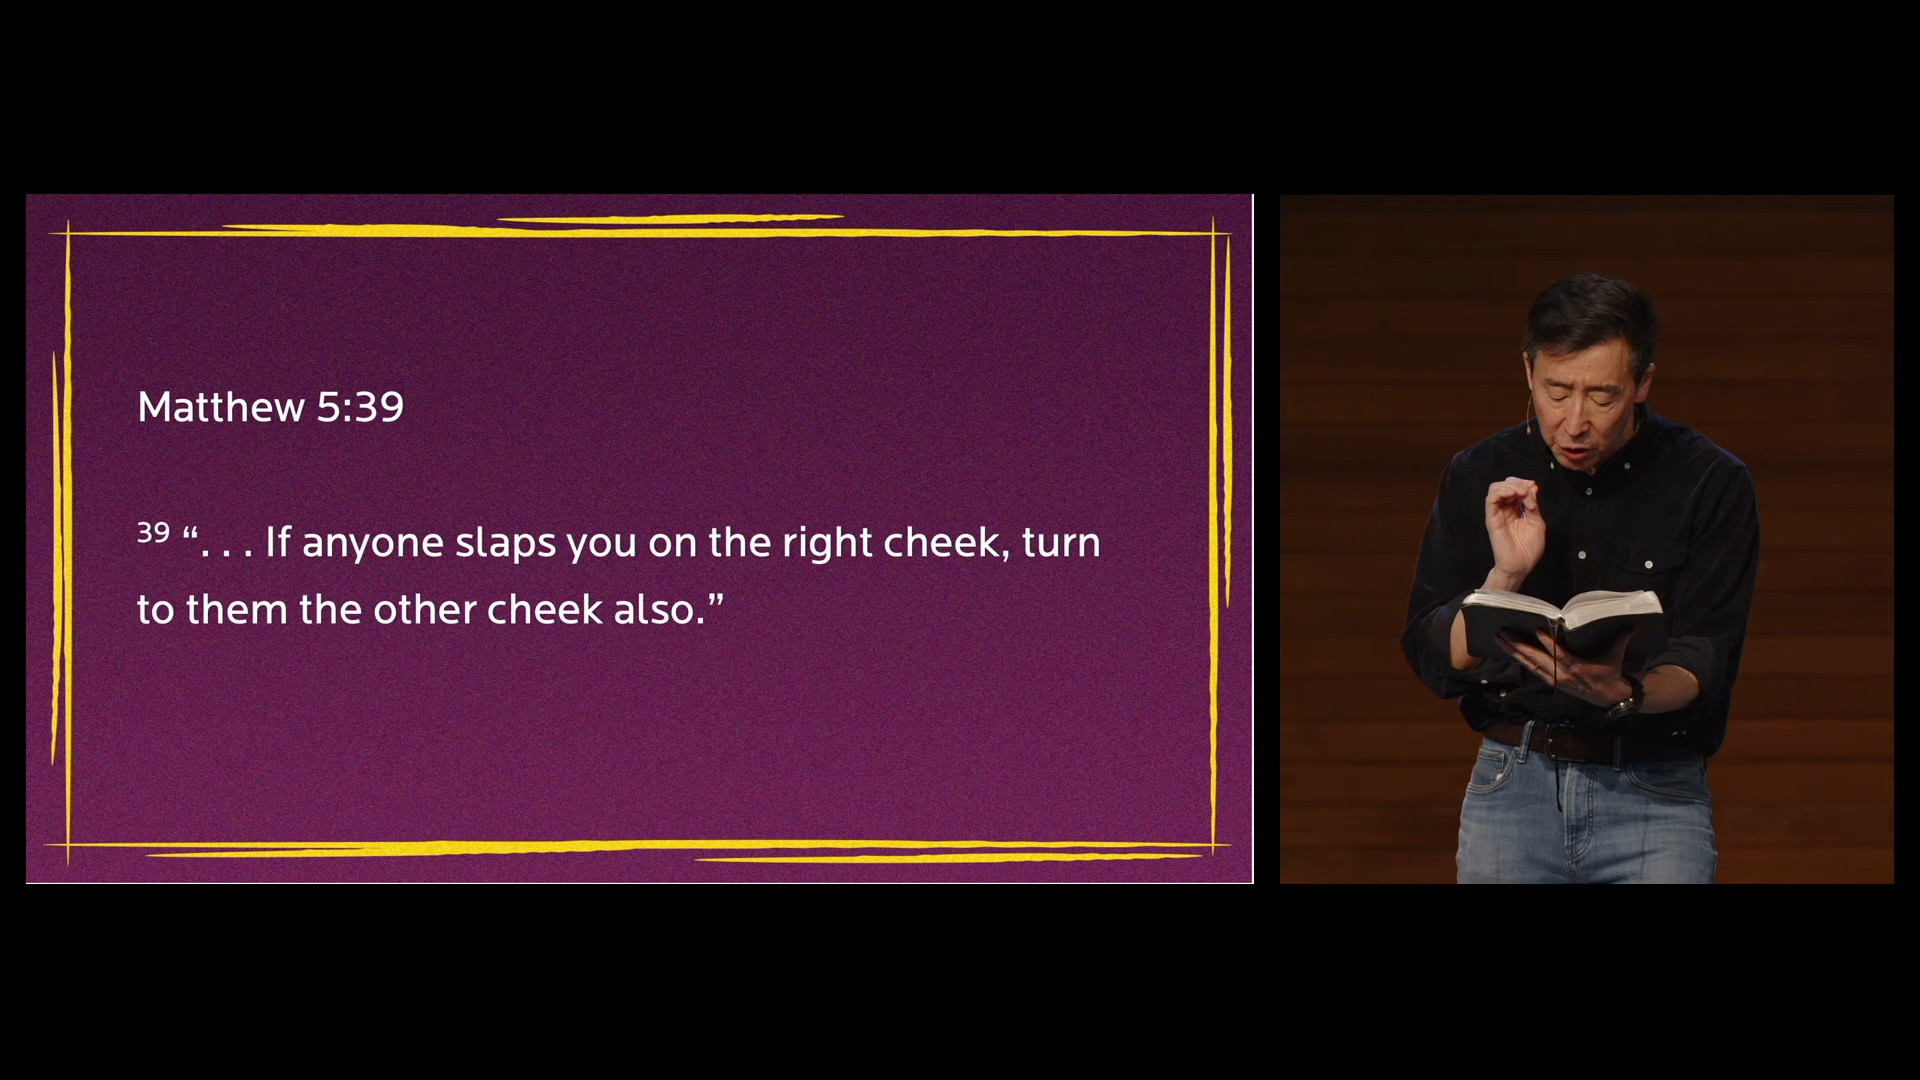 Matthew 5:39
39 “. . . If anyone slaps you on the right cheek, turn
to them the other cheek also.”